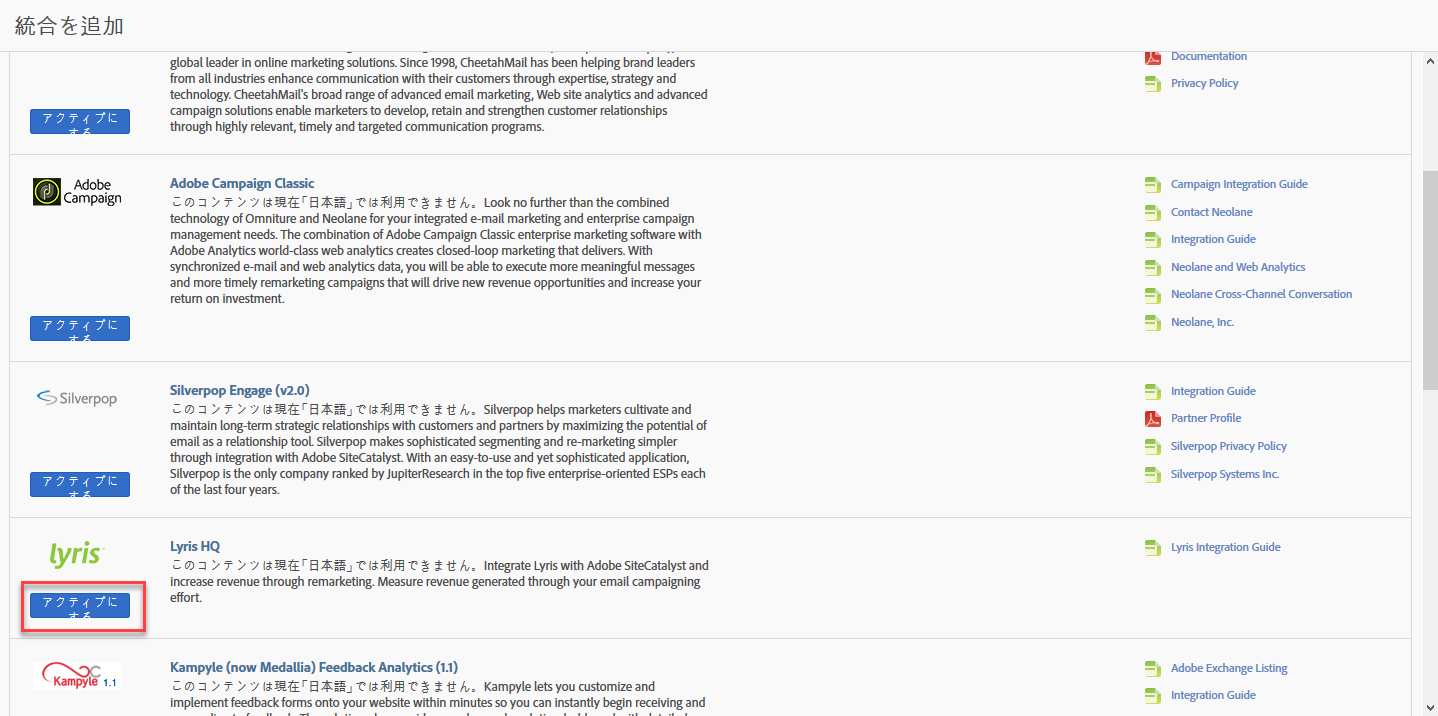 統合を追加
global leader in online marketing solutions. Since 1998, CheetahMail has been helping brand leaders
from all industries enhance communication with their customers through expertise, strategy and
technology. CheetahMail's broad range of advanced email marketing, Web site analytics and advanced
campaign solutions enable marketers to develop, retain and strengthen customer relationships
through highly relevant, timely and targeted communication programs.
Documentation
Privacy Policy
アクティブに
する
Adobe
Campaign
Adobe Campaign Classic
このコンテンツは現在「日本語」では利用できません。Look no further than the combined
technology of Omniture and Neolane for your integrated e-mail marketing and enterprise campaign
management needs. The combination of Adobe Campaign Classic enterprise marketing software with
Adobe Analytics world-class web analytics creates closed-loop marketing that delivers. With
synchronized e-mail and web analytics data, you will be able to execute more meaningful messages
and more timely remarketing campaigns that will drive new revenue opportunities and increase your
return on investment.
Campaign Integration Guide
Contact Neolane
Integration Guide
Neolane and Web Analytics
Neolane Cross-Channel Conversation
Neolane, Inc.
アクティブに
する
Silverpop
Silverpop Engage (v2.0)
このコンテンツは現在「日本語」では利用できません。Silverpop helps marketers cultivate and
maintain long-term strategic relationships with customers and partners by maximizing the potential of
email as a relationship tool. Silverpop makes sophisticated segmenting and re-marketing simpler
through integration with Adobe SiteCatalyst. With an easy-to-use and yet sophisticated application,
Silverpop is the only company ranked by JupiterResearch in the top five enterprise-oriented ESPs each
of the last four years.
Integration Guide
Partner Profile
Silverpop Privacy Policy
Silverpop Systems Inc.
アクティブに
する
lyris
Lyris HQ
このコンテンツは現在「日本語」では利用できません。Integrate Lyris with Adobe SiteCatalyst and
increase revenue through remarketing. Measure revenue generated through your email campaigning
effort.
Lyris Integration Guide
アクティブに
する
Kampyle 1.1
Kampyle (now Medallia) Feedback Analytics (1.1)
このコンテンツは現在「日本語」では利用できません。Kampyle lets you customize and
implement feedback forms onto your website within minutes so you can instantly begin receiving and
Adobe Exchange Listing
Integration Guide